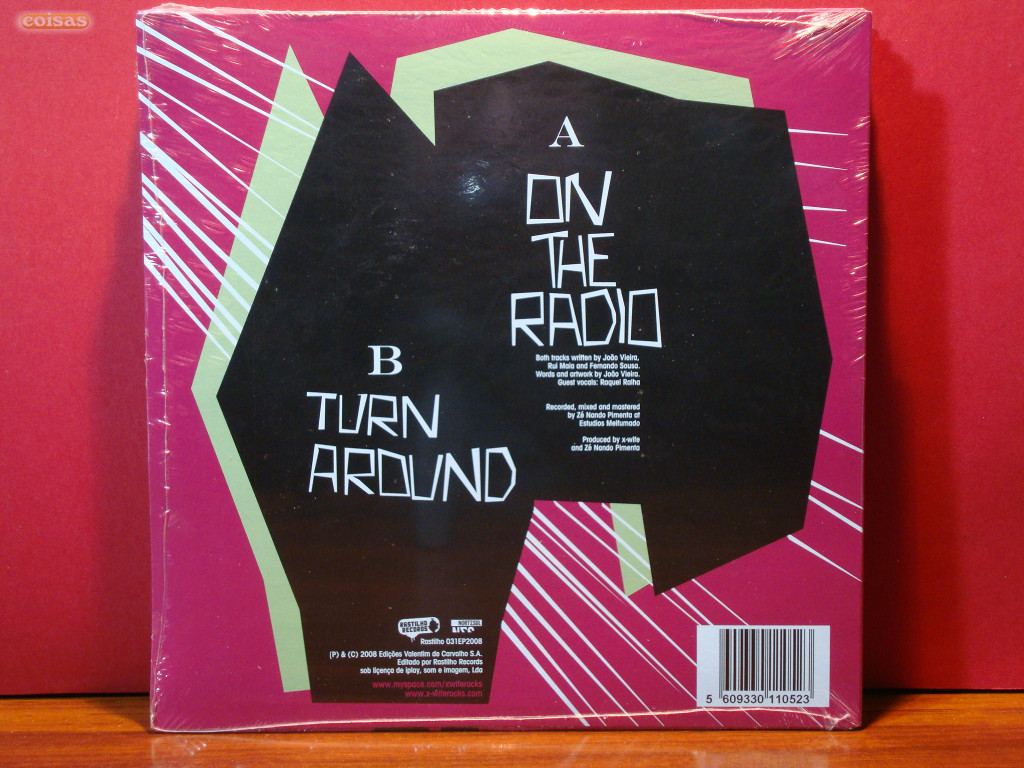 coisas
A
ON
THE
RADIO
Both tracks written by João Vieira,
Rui Maia and Fernando Sousa.
Words and artwork by João Vieira.
Guest vocals: Raquel Ralha
Recorded, mixed and mastered
by Zé Nando Pimenta at
Estudios Meifumado
Produced by x-wife
and Zé Nando Pimenta
B
TURN
AROUND
RASTILHO
RECORDS
NORTESUL
Rastilho 031EP2008
(P) & (C) 2008 Edições Valentim de Carvalho S.A.
Editado por Rastilho Records
sob licença de iplay, som e imagem, Lda
www.myspace.com/xwiferocks
www.x-wiferocks.com
5 609330 110523